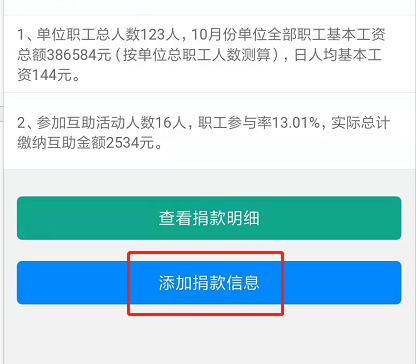 1、单位职工总人数123人，10月份单位全部职工基本工资
总额386584元（按单位总职工人数测算），日人均基本工
资144元。
2、参加互助活动人数16人，职工参与率13.01%，实际总计
缴纳互助金额2534元。
查看捐款明细
添加捐款信息